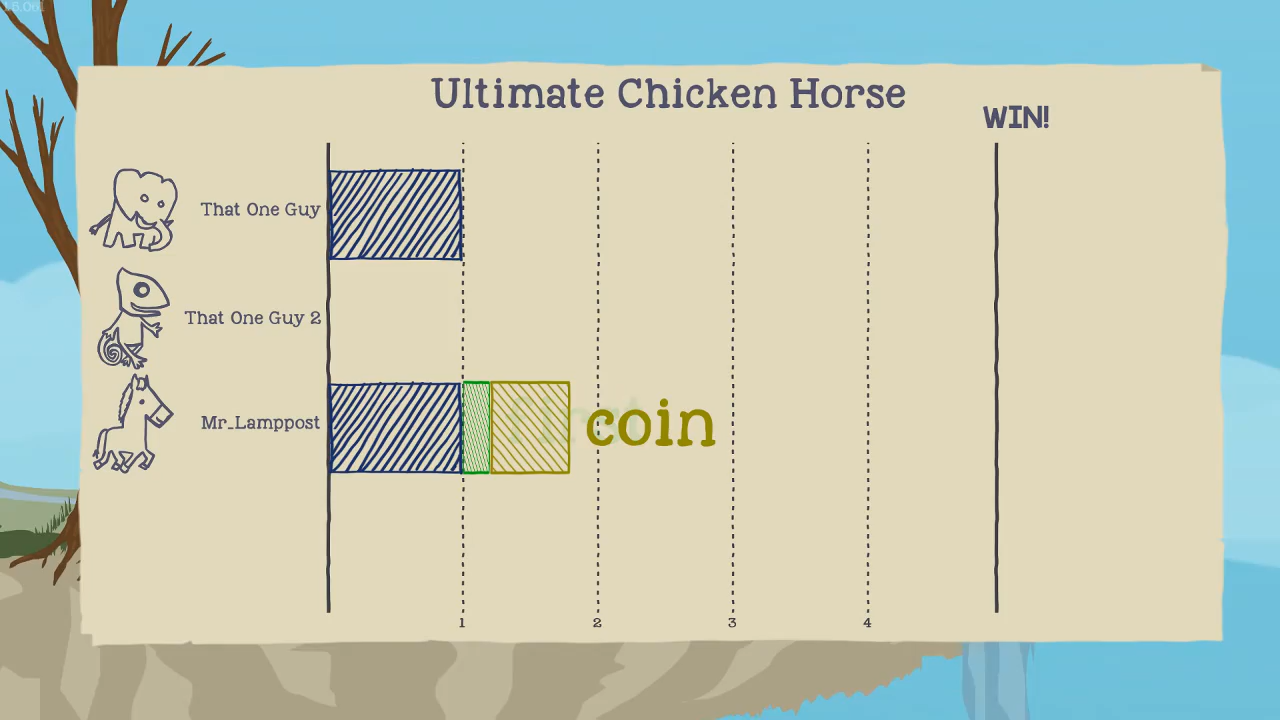 Ultimate Chicken Horse
WIN!
That One Guy
That One Guy 2
Mr_Lamppost
coin
1 2 3 4